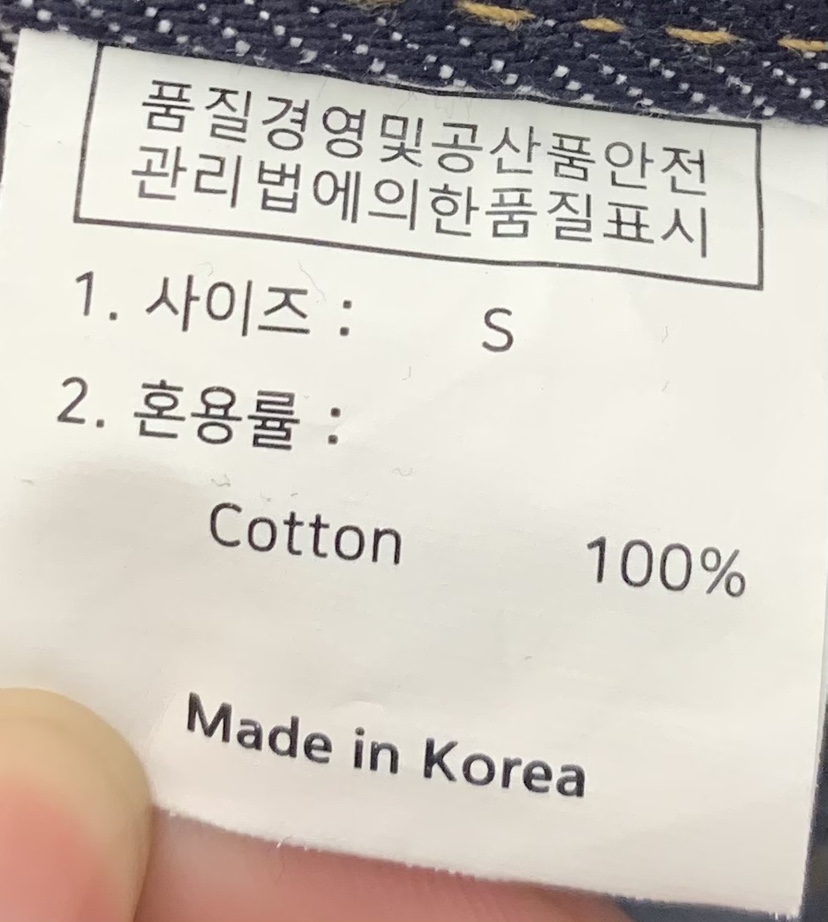 품질경영및공산품안전
관리법에의한품질표시
1. 사이즈 : S
2. 혼용률 :
Cotton 100%
Made in Korea